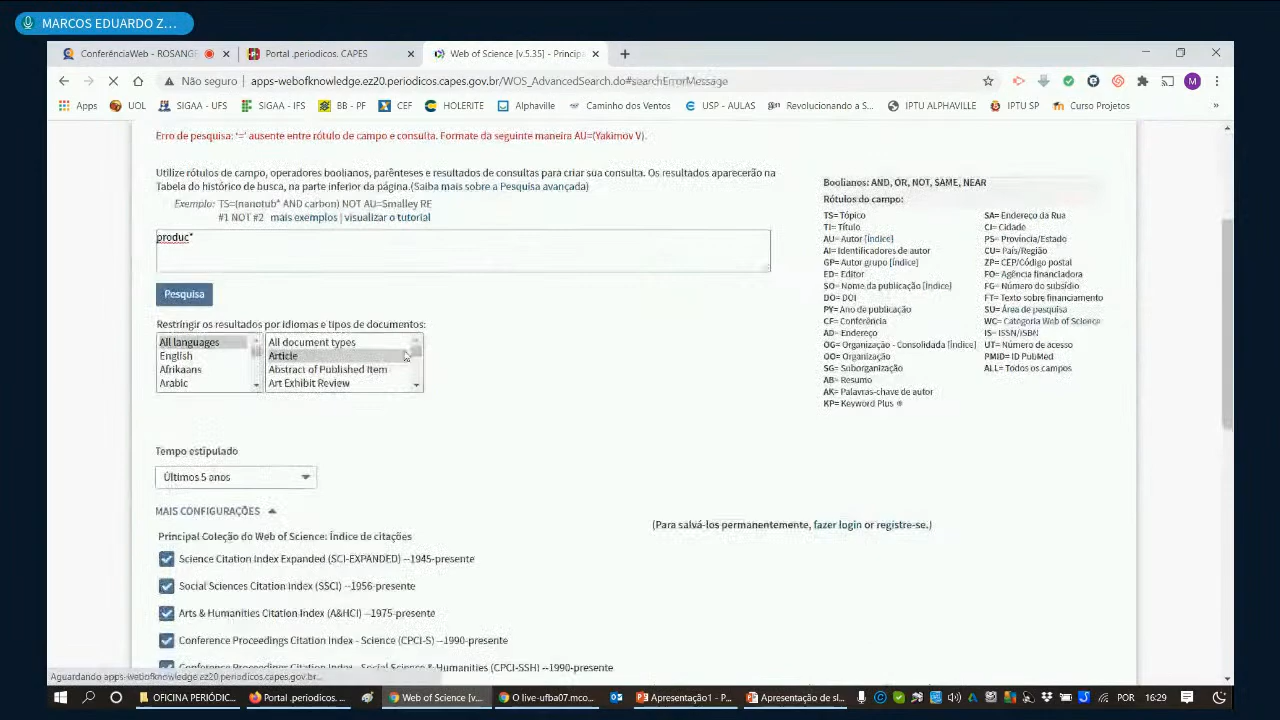 MARCOS EDUARDO Z...
ConferênciaWeb - ROSANG
Portal .periodicos. CAPES
Web of Science [v.5.35] - Principa
Não seguro
apps-webofknowledge.ez20.periodicos.capes.gov.br/WOS_AdvancedSearch.do#searchErrorMessage
M
Apps
UOL
SIGAA - UFS
SIGAA - IFS
BB - PF
CEF
HOLERITE
Alphaville
Caminho dos Ventos
USP - AULAS
Revolucionando a S...
IPTU ALPHAVILLE
IPTU SP
Curso Projetos
»
Erro de pesquisa: '=' ausente entre rótulo de campo e consulta. Formate da seguinte maneira AU=(Yakimov V).
Utilize rótulos de campo, operadores boolianos, parênteses e resultados de consultas para criar sua consulta. Os resultados aparecerão na
Tabela do histórico de busca, na parte inferior da página.(Saiba mais sobre a Pesquisa avançada)
Exemplo: TS=(nanotub* AND carbon) NOT AU=Smalley RE
#1 NOT #2 mais exemplos | visualizar o tutorial
produc*
Pesquisa
Restringir os resultados por idiomas e tipos de documentos:
All languages
English
Afrikaans
Arabic
All document types
Article
Abstract of Published Item
Art Exhibit Review
Tempo estipulado
Últimos 5 anos
MAIS CONFIGURAÇÕES
Principal Coleção do Web of Science: Índice de citações
Science Citation Index Expanded (SCI-EXPANDED) --1945-presente
Social Sciences Citation Index (SSCI) --1956-presente
Arts & Humanities Citation Index (A&HCI) --1975-presente
Conference Proceedings Citation Index - Science (CPCI-S) --1990-presente
Conference Proceedings Citation Index - Social Science & Humanities (CPCI-SSH) --1990-presente
Boolianos: AND, OR, NOT, SAME, NEAR
Rótulos do campo:
TS= Tópico
TI= Título
AU= Autor [Índice]
AI= Identificadores de autor
GP= Autor grupo [Índice]
ED= Editor
SO= Nome da publicação [Índice]
DO= DOI
PY= Ano de publicação
CF= Conferência
AD= Endereço
OG= Organização - Consolidada [Índice]
OO= Organização
SG= Suborganização
AB= Resumo
AK= Palavras-chave de autor
KP= Keyword Plus ®
SA= Endereço da Rua
CI= Cidade
PS= Província/Estado
CU= País/Região
ZP= CEP/Código postal
FO= Agência financiadora
FG= Número do subsídio
FT= Texto sobre financiamento
SU= Área de pesquisa
WC= Categoria Web of Science
IS= ISSN/ISBN
UT= Número de acesso
PMID= ID PubMed
ALL= Todos os campos
(Para salvá-los permanentemente, fazer login or registre-se.)
Aguardando apps-webofknowledge.ez20.periodicos.capes.gov.br...
OFICINA PERIÓDIC...
Portal .periodicos. ...
Web of Science [v...
O live-ufba07.mco...
Apresentação1 - P...
Apresentação de sl...
POR
16:29